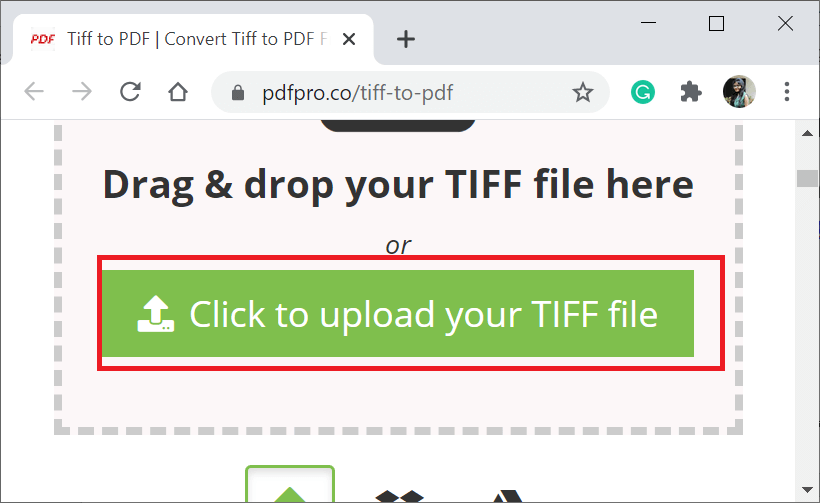 PDF Tiff to PDF | Convert Tiff to PDF F
pdfpro.co/tiff-to-pdf
Drag & drop your TIFF file here
or
Click to upload your TIFF file